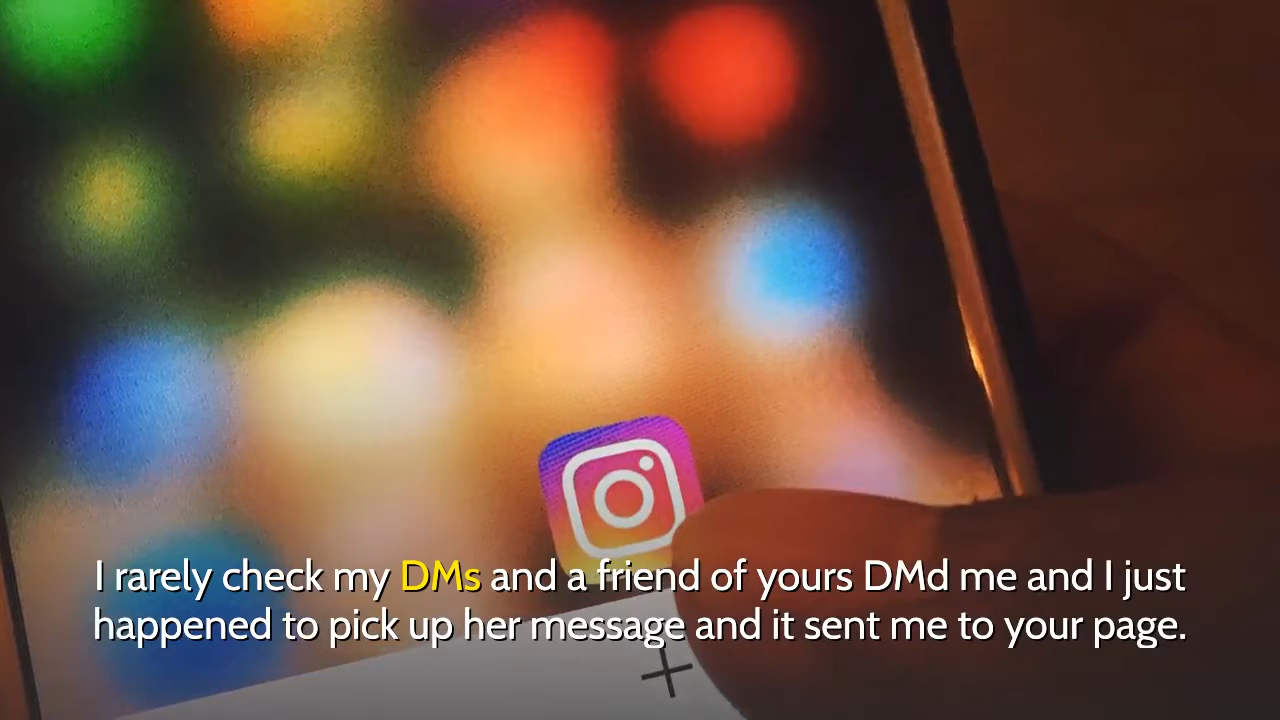 I rarely check my DMs and a friend of yours DMd me and I just
happened to pick up her message and it sent me to your page.